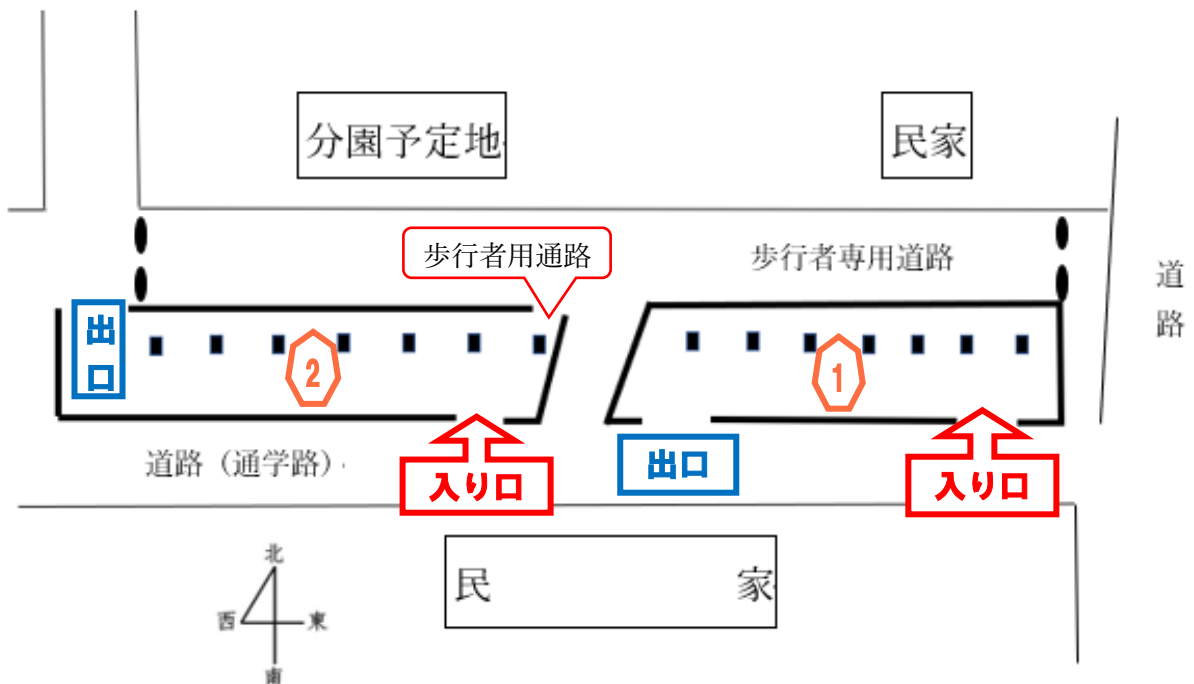 分園予定地
民家
歩行者用通路
歩行者専用道路
道路
出口
2
1
道路（通学路）
入り口
出口
入り口
民 家
北
西 東
南